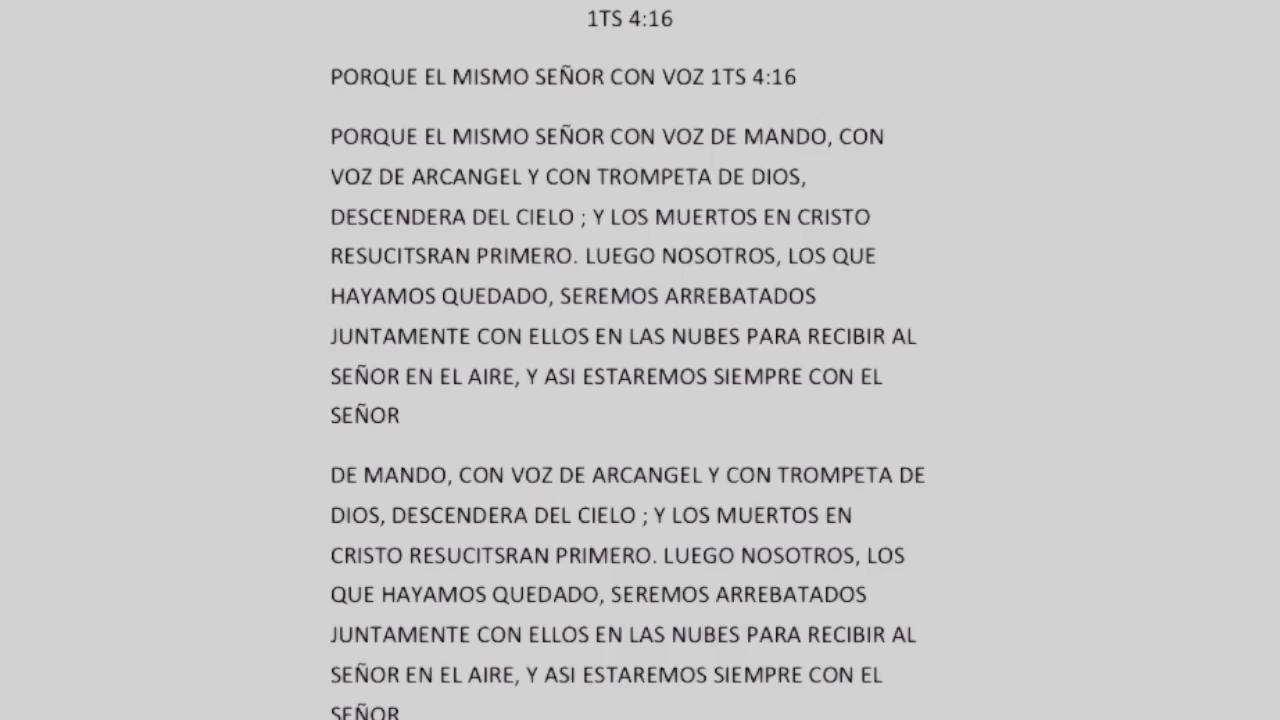 1TS 4:16
PORQUE EL MISMO SEÑOR CON VOZ 1TS 4:16
PORQUE EL MISMO SEÑOR CON VOZ DE MANDO, CON
VOZ DE ARCANGEL Y CON TROMPETA DE DIOS,
DESCENDERA DEL CIELO ; Y LOS MUERTOS EN CRISTO
RESUCITSRAN PRIMERO. LUEGO NOSOTROS, LOS QUE
HAYAMOS QUEDADO, SEREMOS ARREBATADOS
JUNTAMENTE CON ELLOS EN LAS NUBES PARA RECIBIR AL
SEÑOR EN EL AIRE, Y ASI ESTAREMOS SIEMPRE CON EL
SEÑOR
DE MANDO, CON VOZ DE ARCANGEL Y CON TROMPETA DE
DIOS, DESCENDERA DEL CIELO ; Y LOS MUERTOS EN
CRISTO RESUCITSRAN PRIMERO. LUEGO NOSOTROS, LOS
QUE HAYAMOS QUEDADO, SEREMOS ARREBATADOS
JUNTAMENTE CON ELLOS EN LAS NUBES PARA RECIBIR AL
SEÑOR EN EL AIRE, Y ASI ESTAREMOS SIEMPRE CON EL
SEÑOR